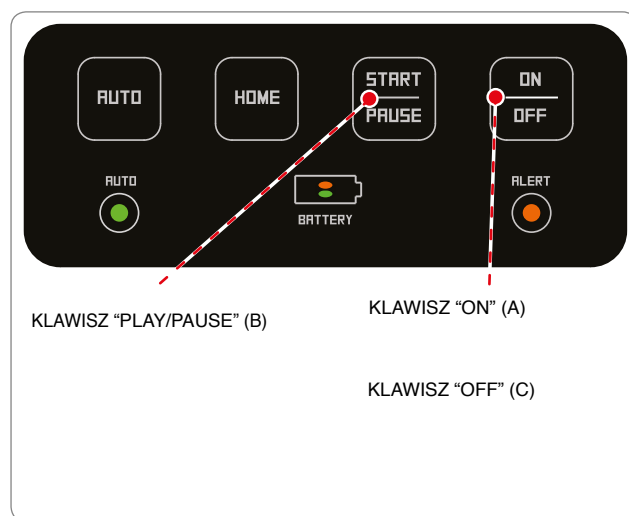 AUTO
HOME
START
PAUSE
ON
OFF
AUTO
BATTERY
ALERT
KLAWISZ “PLAY/PAUSE” (B)
KLAWISZ “ON” (A)
KLAWISZ “OFF” (C)